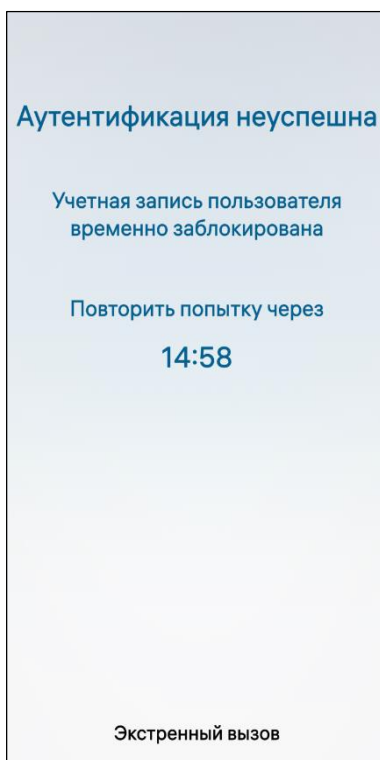 Аутентификация неуспешна
Учетная запись пользователя
временно заблокирована
Повторить попытку через
14:58
Экстренный вызов